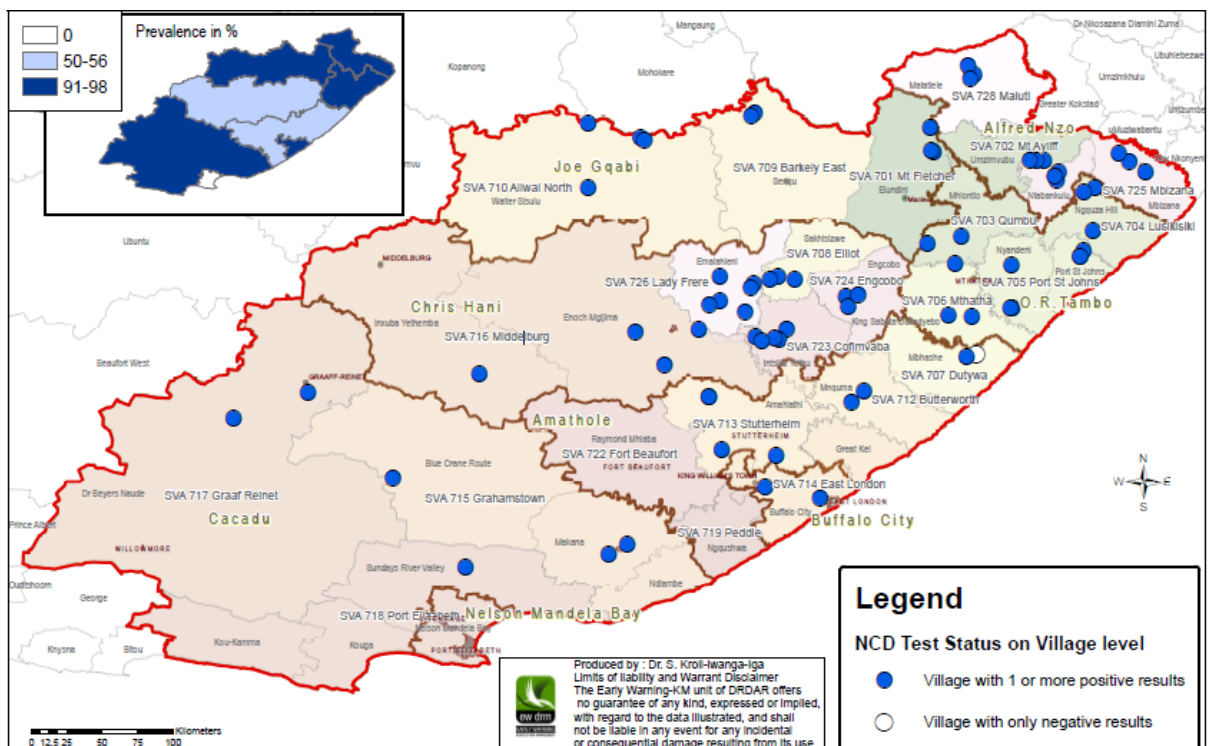 0
50-56
91-98
Prevalence in %
Mangaung
Dr Nkosazana Dlamini Zuma
Kopanong
Mohokare
Ubuhlebezwe
Umzimkhulu
Matatiele
SVA 728 Maluti
Greater Kokstad
Umzumbe
Alfred Nzo
uMuziwabantu
SVA 702 Mt Ayliff
Umzimvubu
Ray Nkonyeni
Joe Gqabi
SVA 709 Barkely East
Senqu
SVA 701 Mt Fletcher
Elundini
SVA 710 Aliwal North
Walter Sisulu
Mhlontlo
Ntabankulu
SVA 725 Mbizana
Mbizana
Ngquza Hill
SVA 703 Qumbu
SVA 704 Lusikisiki
Ubuntu
Sakhisizwe
SVA 708 Elliot
Nyandeni
MIDDELBURG
Emalahleni
Engcobo
Port St Johns
SVA 726 Lady Frere
SVA 724 Engcobo
SVA 705 Port St Johns
Chris Hani
SVA 706 Mthatha
O.R.Tambo
Inxuba Yethemba
Enoch Mgijima
King Sabata Dalindyebo
SVA 716 Middelburg
SVA 723 Cofimvaba
Intsika Yethu
Mbhashe
Beaufort West
SVA 707 Dutywa
GRAAFF-REINET
Mnquma
SVA 712 Butterworth
Amahlathi
Amathole
SVA 713 Stutterheim
STUTTERHEIM
Raymond Mhlaba
SVA 722 Fort Beaufort
Great Kei
Blue Crane Route
FORT BEAUFORT
KING WILLIAM'S TOWN
SVA 714 East London
Dr Beyers Naude
SVA 717 Graaf Reinet
SVA 715 Grahamstown
EAST LONDON
Buffalo City
Buffalo City
Cacadu
Prince Albert
SVA 719 Peddie
Makana
Ngqushwa
WILLOWMORE
Sundays River Valley
Ndlambe
Oudtshoorn
George
SVA 718 Port Elizabeth
Nelson Mandela Bay
Nelson Mandela Bay
Kou-Kamma
Kouga
PORT ELIZABETH
Knysna
Bitou
N
W
E
S
Legend
NCD Test Status on Village level
Village with 1 or more positive results
Village with only negative results
Produced by : Dr. S. Kroll-lwanga-Iga
Limits of liability and Warrant Disclaimer
The Early Warning-KM unit of DRDAR offers
no guarantee of any kind, expressed or implied,
with regard to the data illustrated, and shall
not be liable in any event for any incidental
or consequential damage resulting from its use
ew drm
Kilometers
0 12.5 25 50 75 100